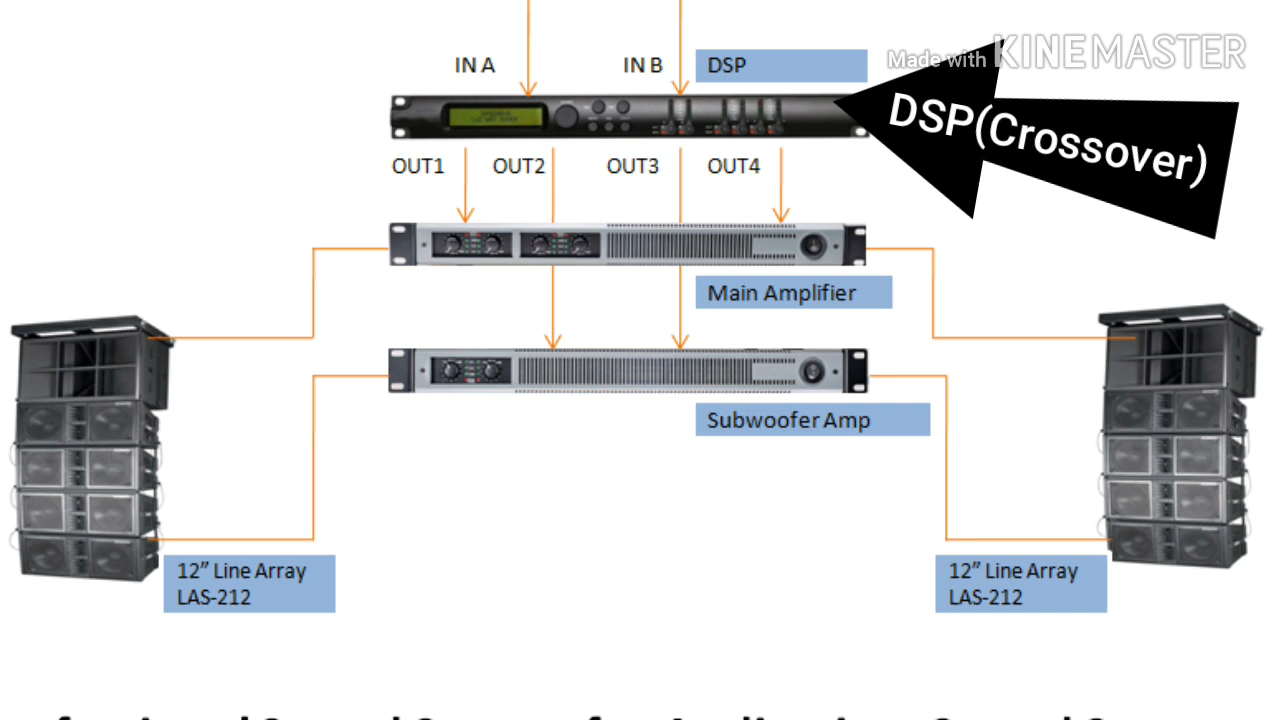 Made with KINEMASTER
IN A
IN B
DSP
DSP(Crossover)
OUT1
OUT2
OUT3
OUT4
Main Amplifier
Subwoofer Amp
12” Line Array
LAS-212
12” Line Array
LAS-212